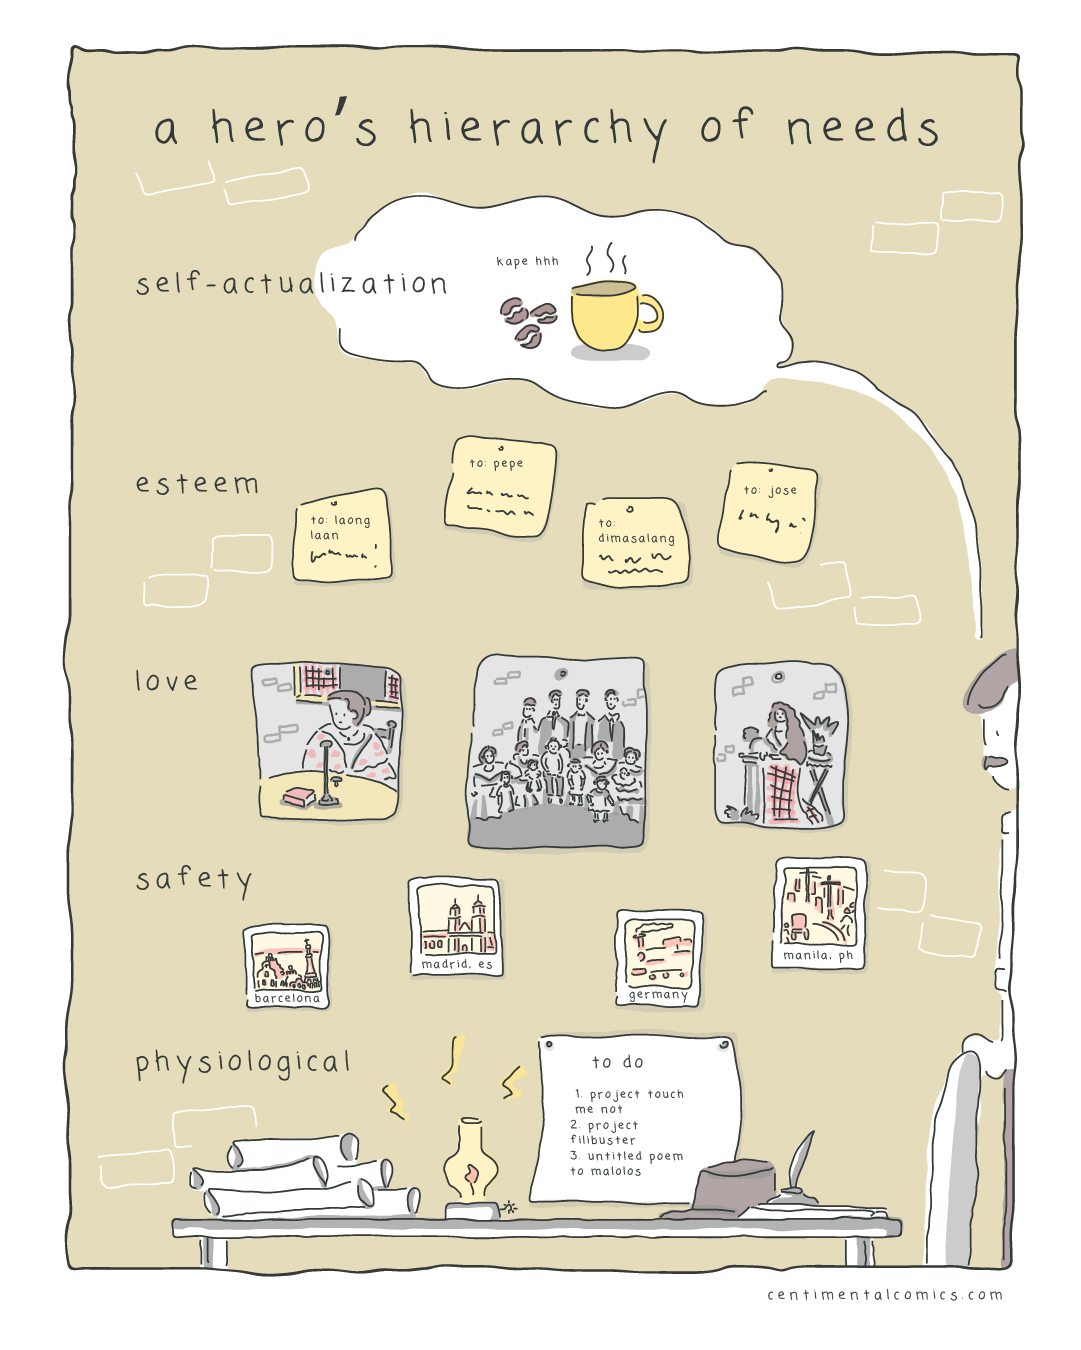 a hero's hierarchy of needs
self-actualization
kape hhh
esteem
to: laong
laan
to: pepe
to:
dimasalang
to: jose
love
safety
barcelona
madrid, es
germany
manila, ph
physiological
to do
1. project touch
me not
2. project
filibuster
3. untitled poem
to malolos
centimentalcomics.com